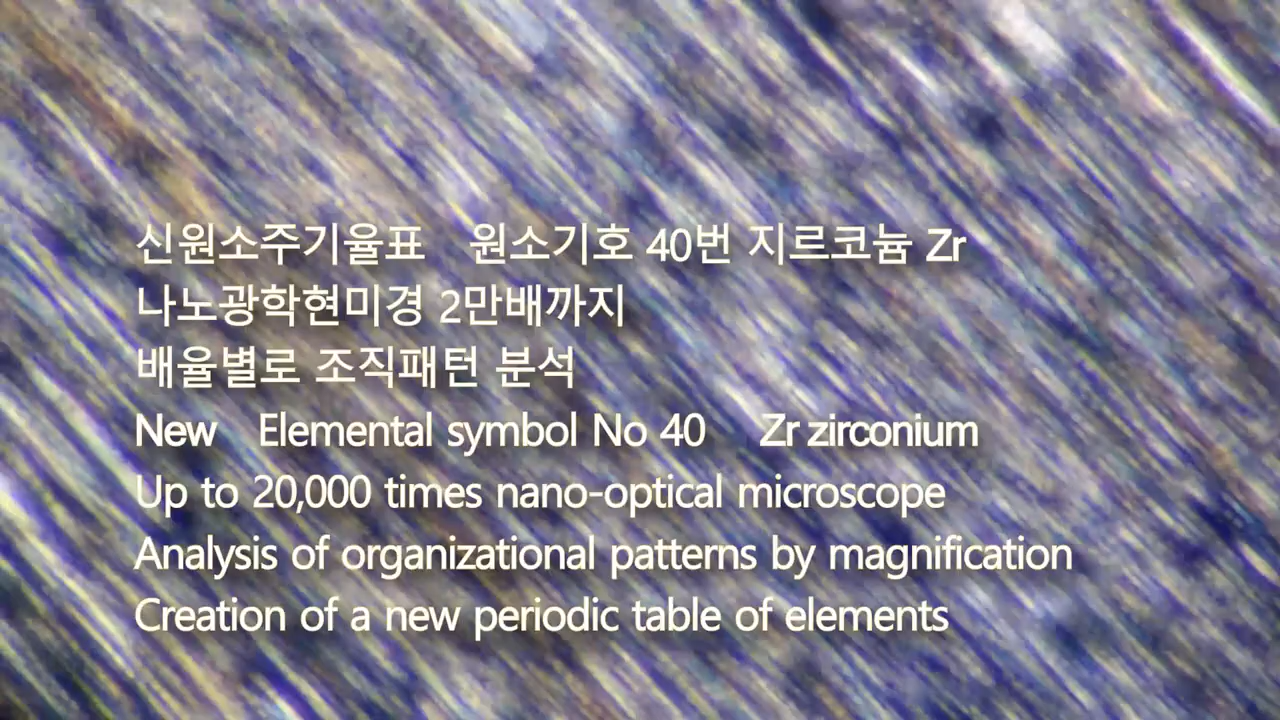 신원소주기율표 원소기호 40번 지르코늄 Zr
나노광학현미경 2만배까지
배율별로 조직패턴 분석
New Elemental symbol No 40 Zr zirconium
Up to 20,000 times nano-optical microscope
Analysis of organizational patterns by magnification
Creation of a new periodic table of elements